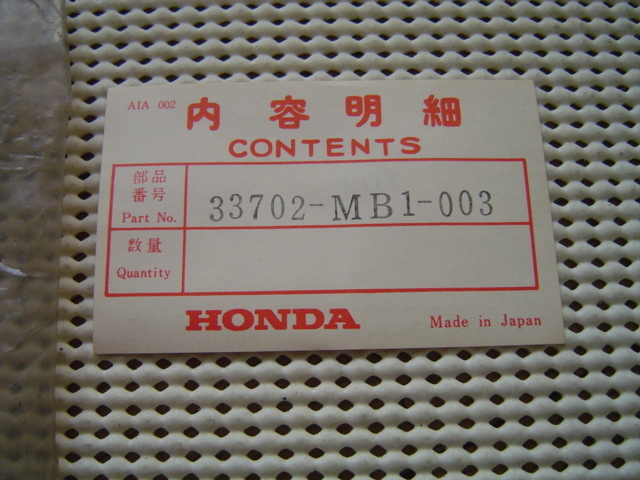 AIA 002
内容明細
CONTENTS
部品
番号
Part No.
33702-MB1-003
数量
Quantity
HONDA
Made in Japan